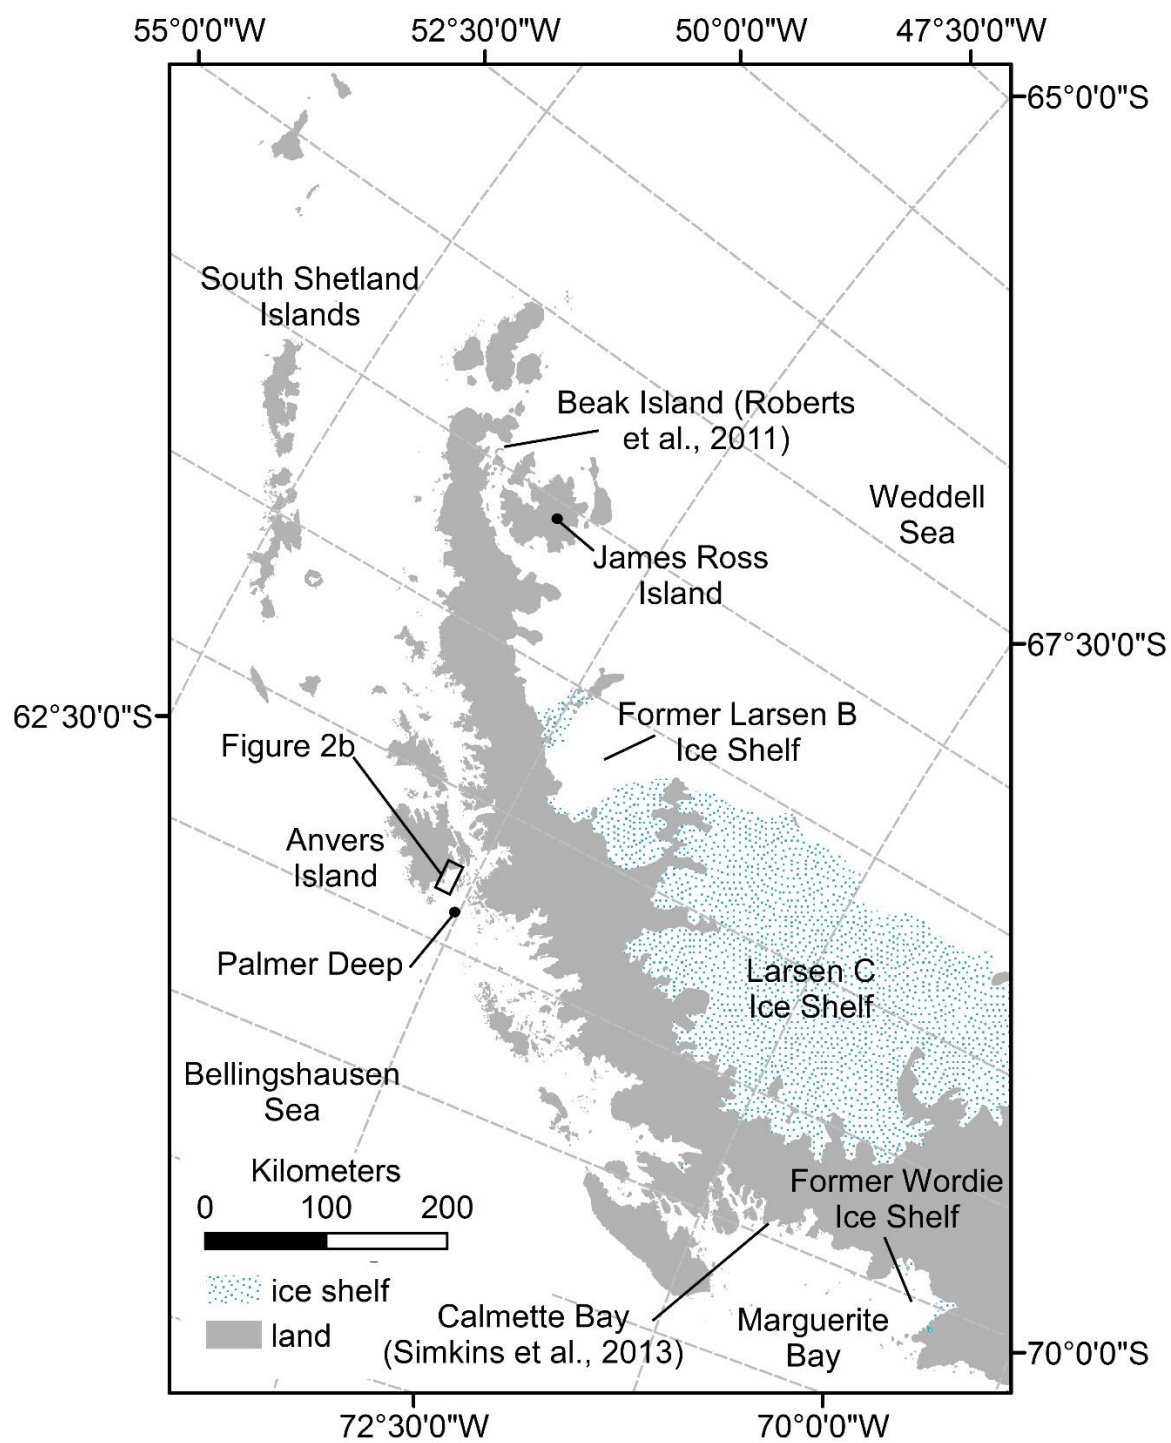 55°0'0"W
52°30'0"W
50°0'0"W
47°30'0"W
65°0'0"S
South Shetland
Islands
Beak Island (Roberts
et al., 2011)
Weddell
Sea
James Ross
Island
67°30'0"S
62°30'0"S
Former Larsen B
Ice Shelf
Figure 2b
Anvers
Island
Palmer Deep
Larsen C
Ice Shelf
Bellingshausen
Sea
Kilometers
0 100 200
Former Wordie
Ice Shelf
ice shelf
land
Calmette Bay
(Simkins et al., 2013)
Marguerite
Bay
70°0'0"S
72°30'0"W
70°0'0"W